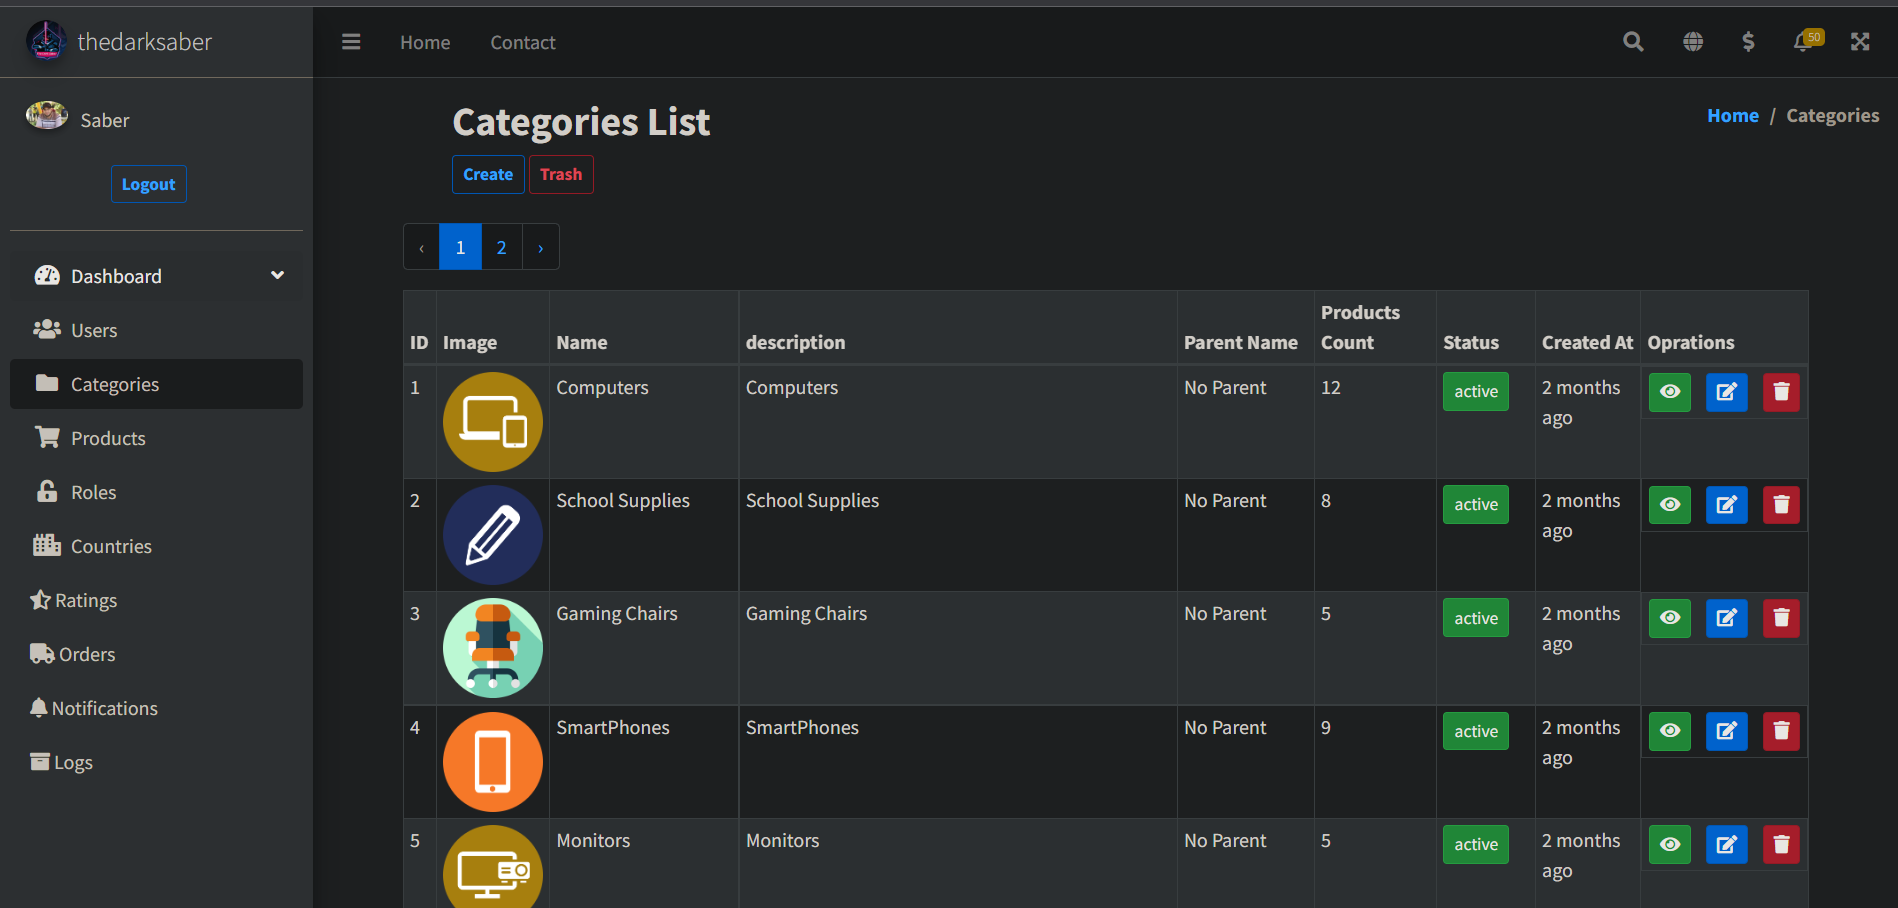 thedarksaber
Home
Contact
50
Saber
Logout
Dashboard
Users
Categories
Products
Roles
Countries
Ratings
Orders
Notifications
Logs
Categories List
Home / Categories
Create
Trash
‹ 1 2 ›
ID Image Name description Parent Name Products Count Status Created At Oprations
1 Computers Computers No Parent 12 active 2 months ago
2 School Supplies School Supplies No Parent 8 active 2 months ago
3 Gaming Chairs Gaming Chairs No Parent 5 active 2 months ago
4 SmartPhones SmartPhones No Parent 9 active 2 months ago
5 Monitors Monitors No Parent 5 active 2 months ago